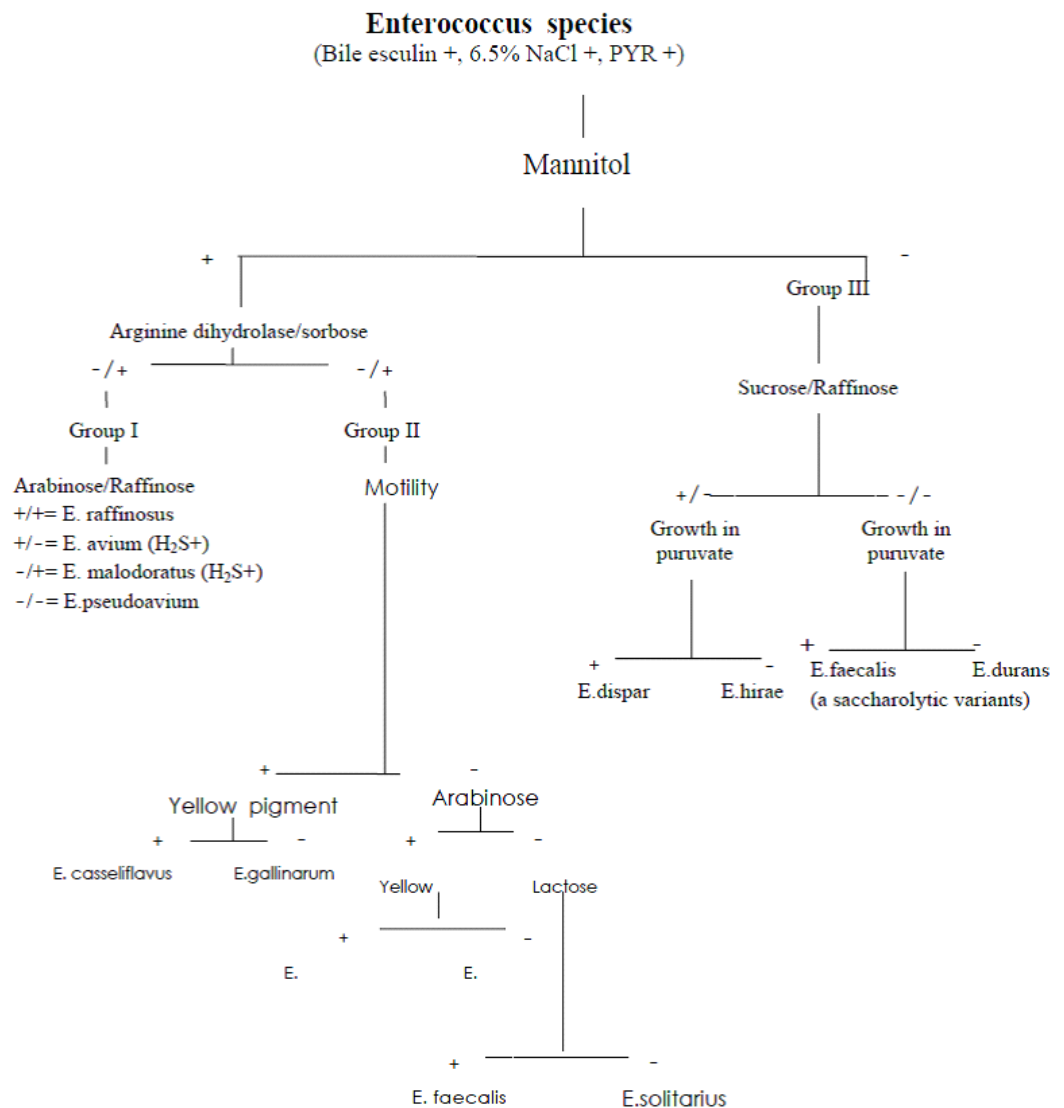 Enterococcus species
(Bile esculin +, 6.5% NaCl +, PYR +)
Mannitol
+ -
Group III
Arginine dihydrolase/sorbose
-/+ -/+
Sucrose/Raffinose
Group I Group II
Arabinose/Raffinose
Motility
+/+= E. raffinosus
+/-= E. avium (H₂S+)
-/+= E. malodoratus (H₂S+)
-/-= E.pseudoavium
+/- -/-
Growth in puruvate
Growth in puruvate
+ - + -
E.dispar E.hirae E.faecalis E.durans
(a saccharolytic variants)
+ -
Yellow pigment Arabinose
+ - + -
E. casseliflavus E.gallinarum
Yellow Lactose
+ -
E. E.
+ -
E. faecalis E.solitarius